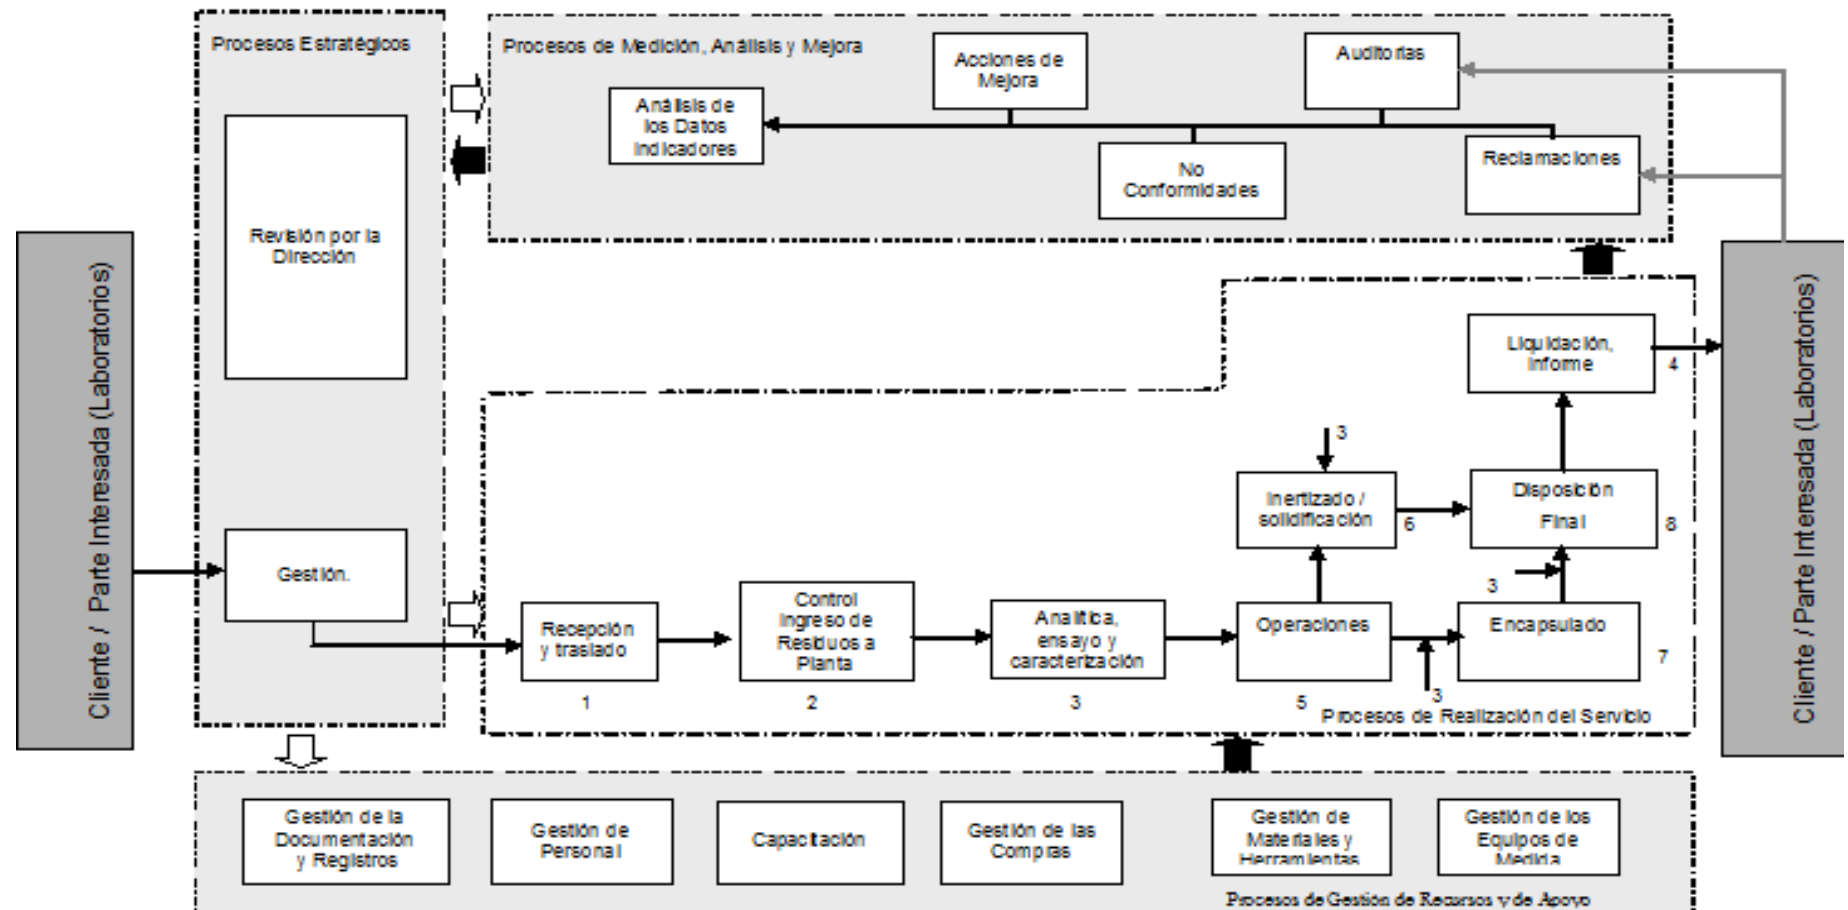 Procesos Estratégicos
Revisión por la
Dirección
Gestión.
Procesos de Medición, Análisis y Mejora
Análisis de
los Datos
Indicadores
Acciones de
Mejora
No
Conformidades
Auditorías
Reclamaciones
Cliente / Parte Interesada (Laboratorios)
Recepción
y traslado
1
Control
Ingreso de
Residuos a
Planta
2
Analítica,
ensayo y
caracterización
3
Operaciones
5
3
Inertizado /
solidificación
6
3
Encapsulado
7
3
Disposición
Final
8
Liquidación,
informe
4
Procesos de Realización del Servicio
Cliente / Parte Interesada (Laboratorios)
Gestión de la
Documentación
y Registros
Gestión de
Personal
Capacitación
Gestión de las
Compras
Gestión de
Materiales y
Herramientas
Gestión de los
Equipos de
Medida
Procesos de Gestión de Recursos y de Apoyo